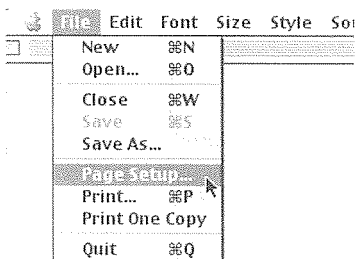 File Edit Font Size Style
New ⌘N
Open... ⌘O
Close ⌘W
Save ⌘S
Save As...
Page Setup...
Print... ⌘P
Print One Copy
Quit ⌘Q